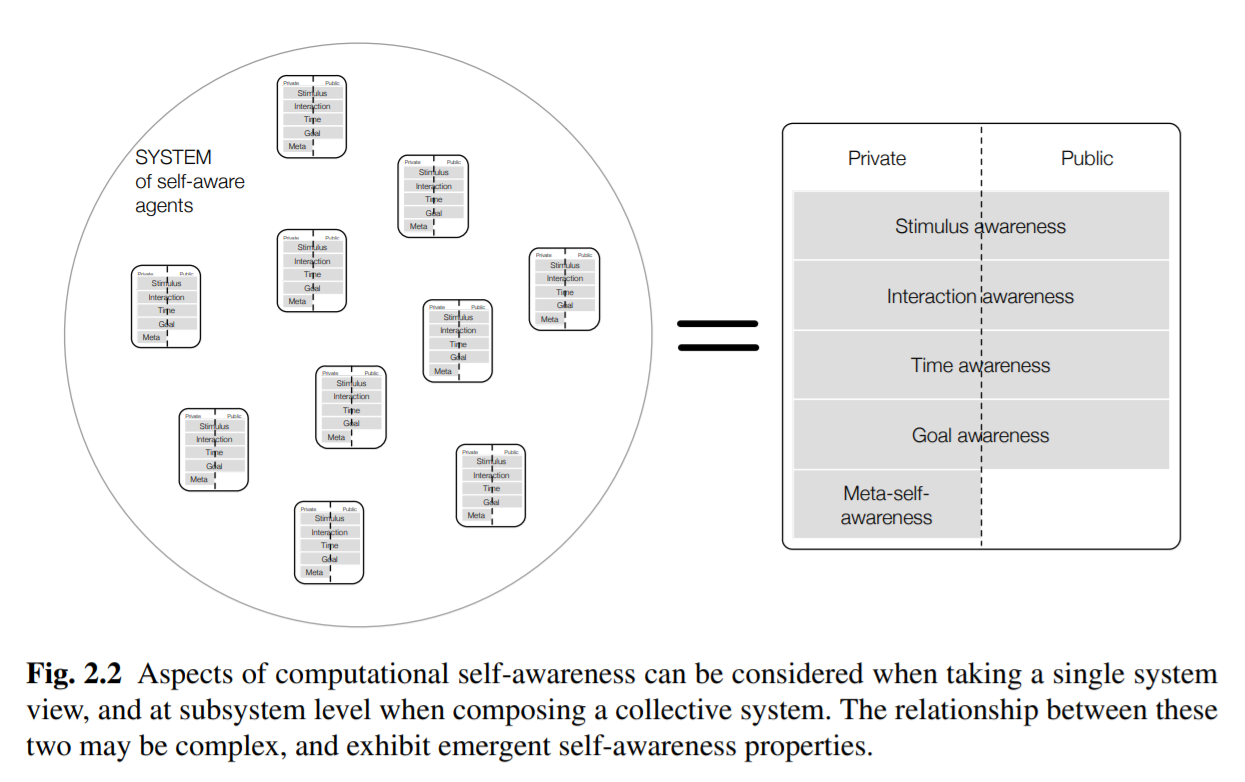 Private Public
Stimulus
Interaction
Time
Goal
Meta
SYSTEM
of self-aware
agents
Private Public
Stimulus
Interaction
Time
Goal
Meta
Private Public
Stimulus
Interaction
Time
Goal
Meta
Private Public
Stimulus
Interaction
Time
Goal
Meta
Private Public
Stimulus
Interaction
Time
Goal
Meta
Private Public
Stimulus
Interaction
Time
Goal
Meta
Private Public
Stimulus
Interaction
Time
Goal
Meta
Private Public
Stimulus
Interaction
Time
Goal
Meta
Private Public
Stimulus
Interaction
Time
Goal
Meta
Private Public
Stimulus
Interaction
Time
Goal
Meta
Private Public
Stimulus awareness
Interaction awareness
Time awareness
Goal awareness
Meta-self-
awareness
Fig. 2.2 Aspects of computational self-awareness can be considered when taking a single system
view, and at subsystem level when composing a collective system. The relationship between these
two may be complex, and exhibit emergent self-awareness properties.